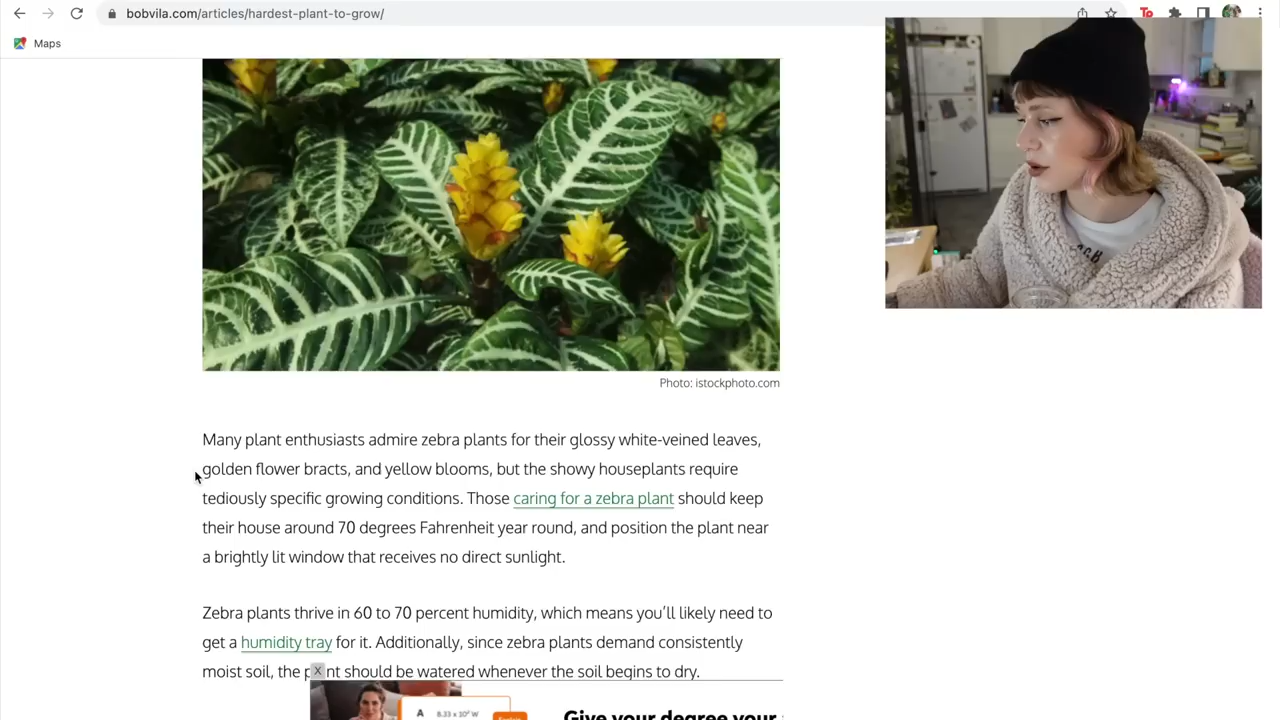 bobvila.com/articles/hardest-plant-to-grow/
Maps
Photo: istockphoto.com
Many plant enthusiasts admire zebra plants for their glossy white-veined leaves,
golden flower bracts, and yellow blooms, but the showy houseplants require
tediously specific growing conditions. Those caring for a zebra plant should keep
their house around 70 degrees Fahrenheit year round, and position the plant near
a brightly lit window that receives no direct sunlight.
Zebra plants thrive in 60 to 70 percent humidity, which means you’ll likely need to
get a humidity tray for it. Additionally, since zebra plants demand consistently
moist soil, the p nt should be watered whenever the soil begins to dry.
X
A 8.33 x 10² W
Give your degree your